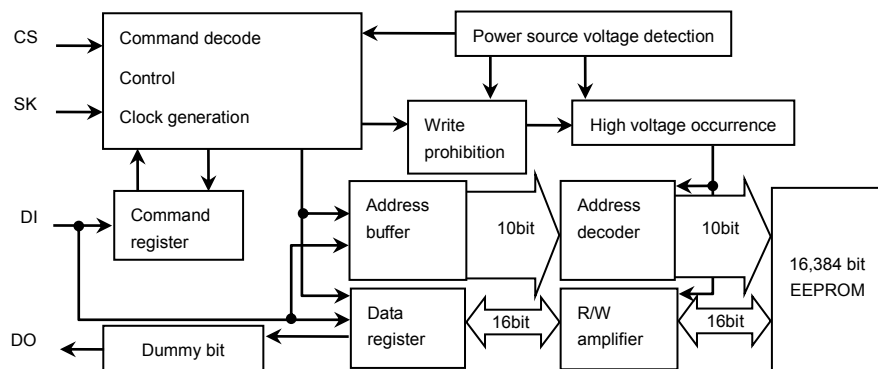 CS
Command decode
Control
SK
Clock generation
Power source voltage detection
Write
prohibition
High voltage occurrence
DI
Command
register
Address
buffer
10bit
Address
decoder
10bit
16,384 bit
EEPROM
DO
Dummy bit
Data
register
16bit
R/W
amplifier
16bit